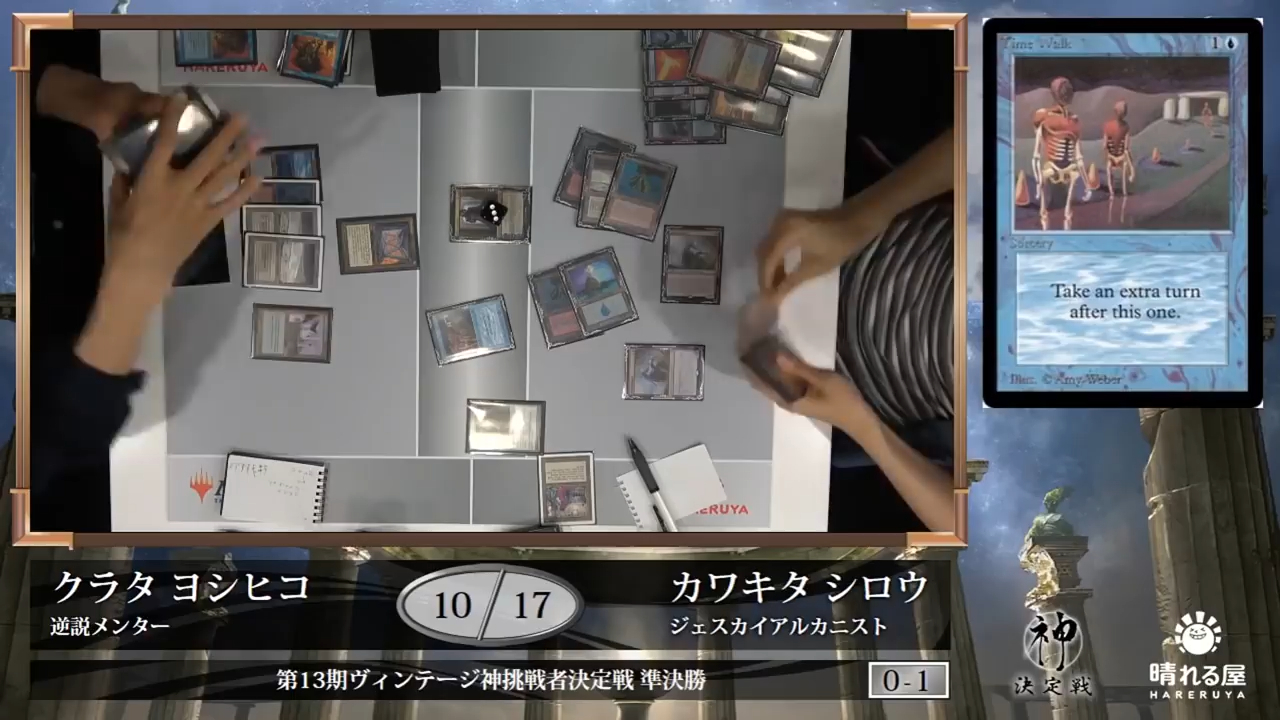 HARERUYA
ERUYA
Time Walk 1
Sorcery
Take an extra turn
after this one.
Illus. © Amy Weber
クラタ ヨシヒコ
逆説メンター
10 / 17
カワキタ シロウ
ジェスカイアルカニスト
第13期ヴィンテージ神挑戦者決定戦 準決勝
0-1
神
決定戦
晴れる屋
HARERUYA